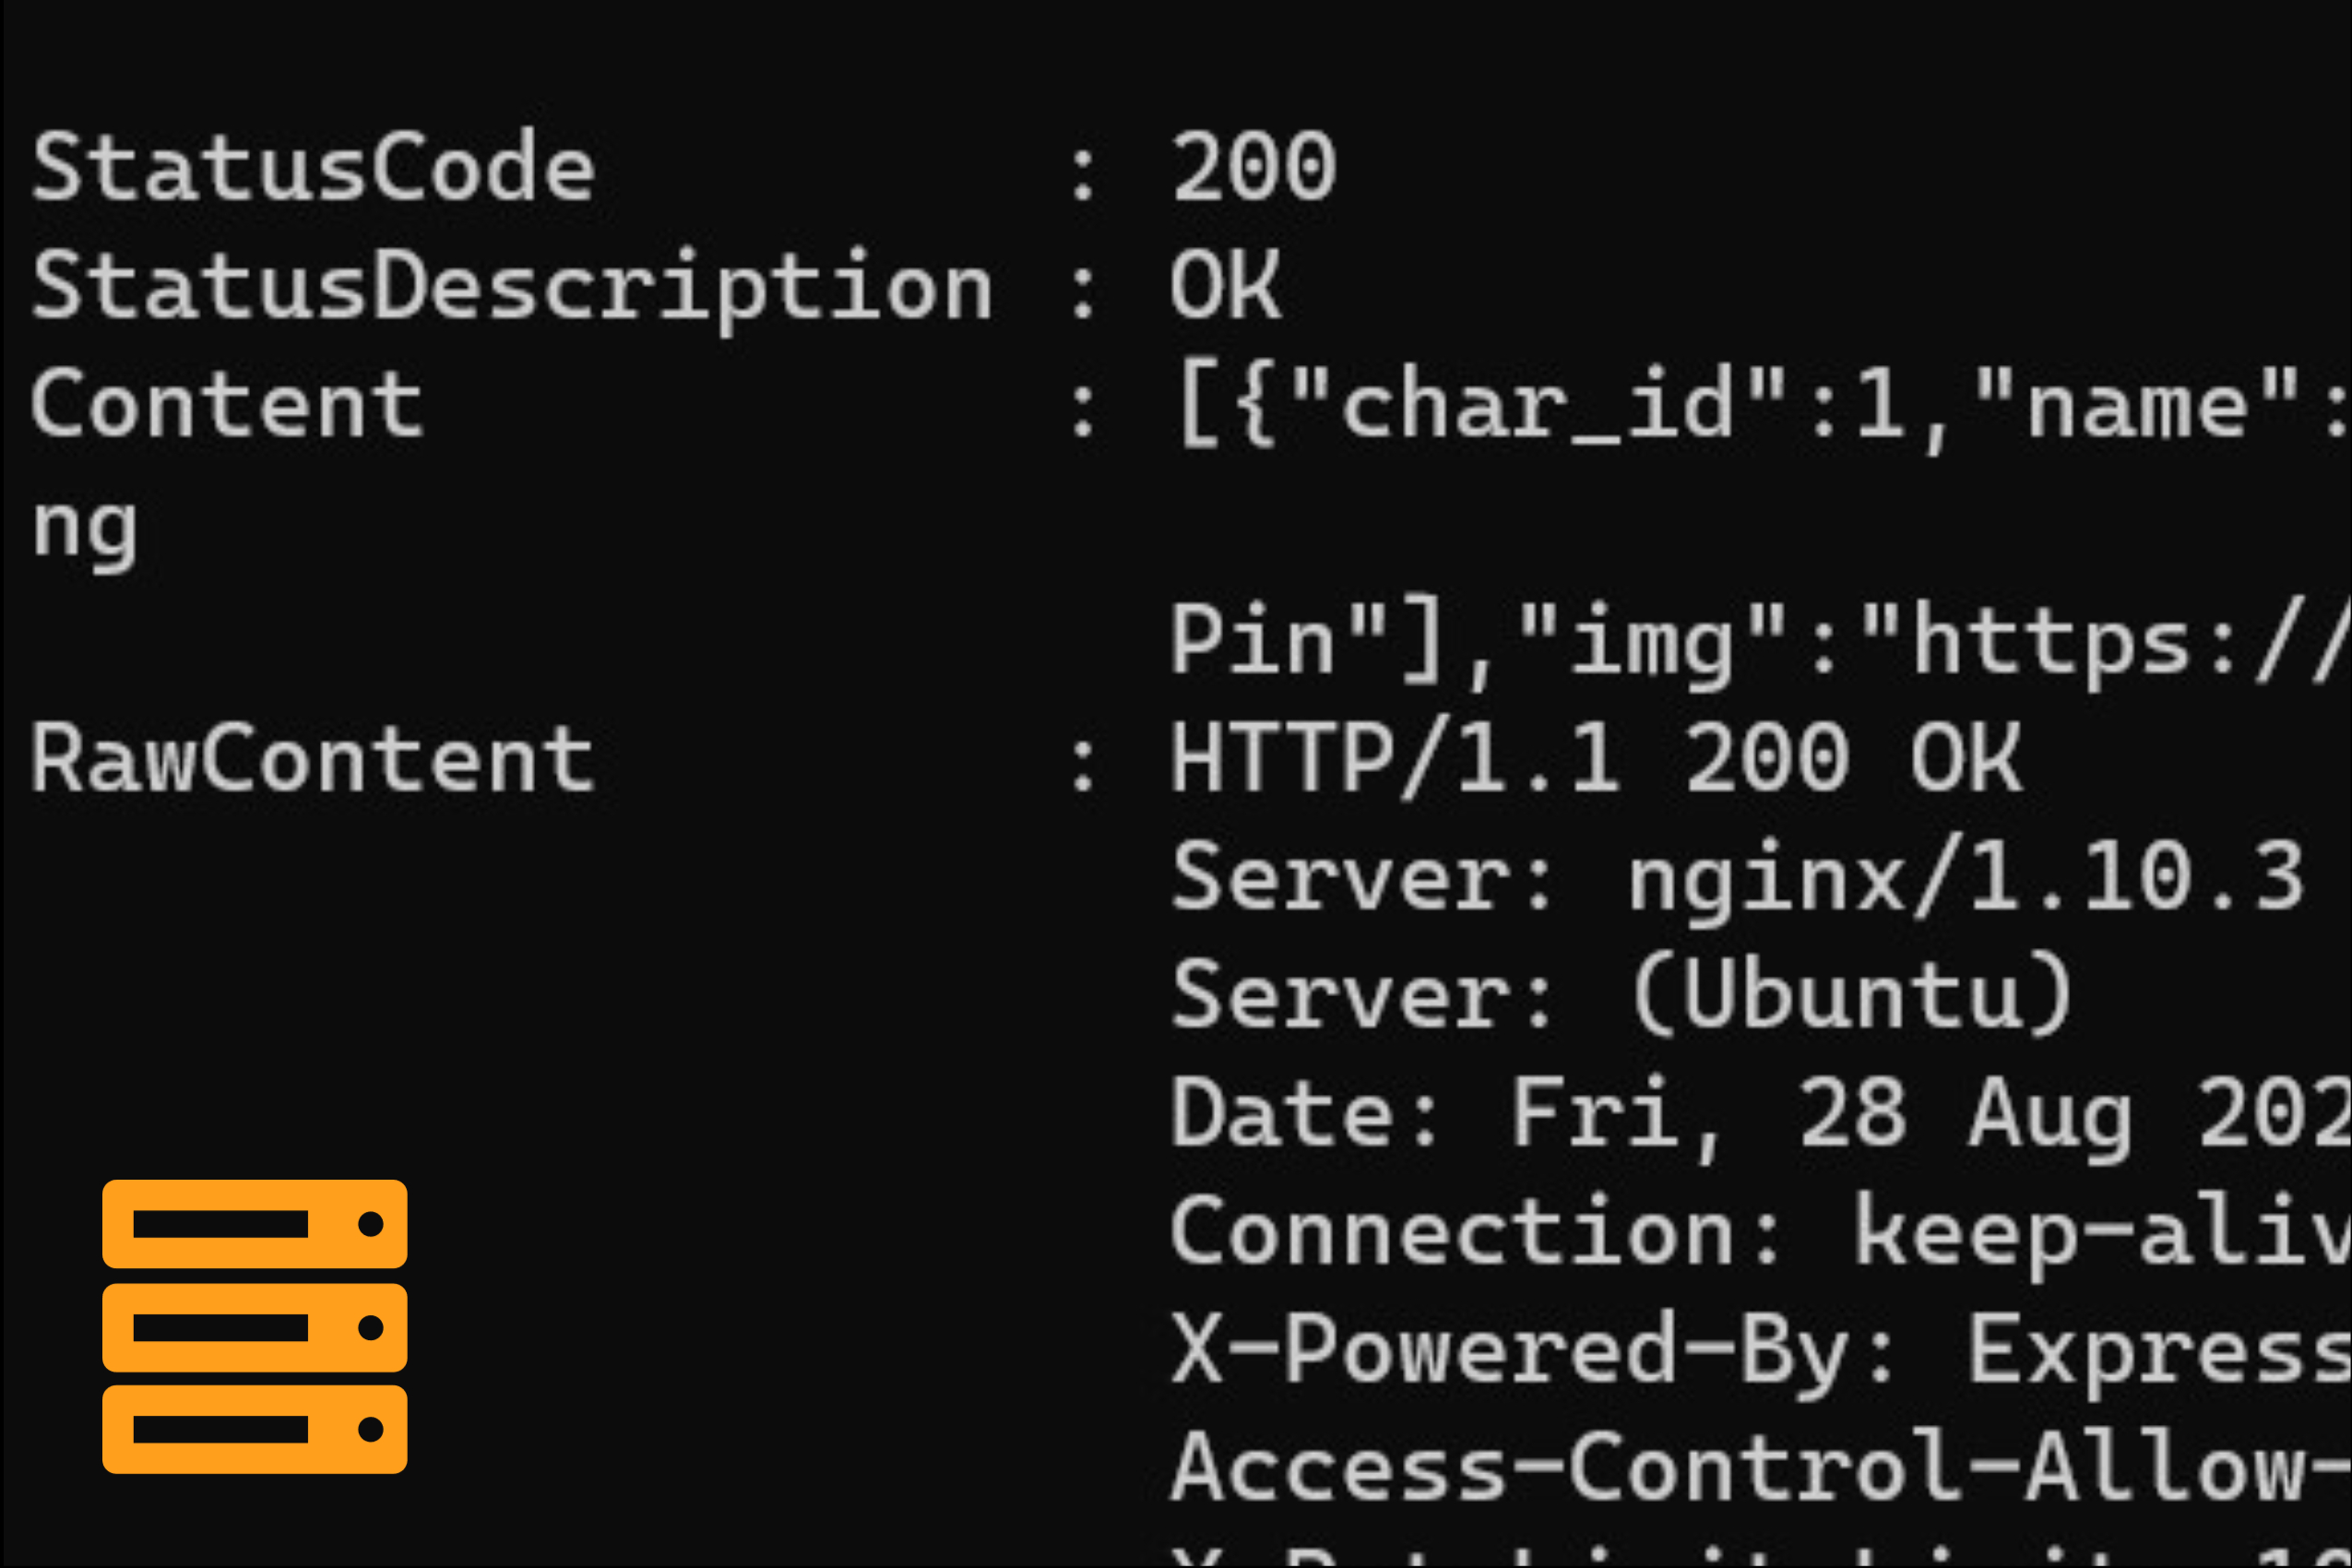 StatusCode : 200
StatusDescription : OK
Content : [{"char_id":1,"name":
ng
Pin"],"img":"https://
RawContent : HTTP/1.1 200 OK
Server: nginx/1.10.3
Server: (Ubuntu)
Date: Fri, 28 Aug 202
Connection: keep-aliv
X-Powered-By: Express
Access-Control-Allow-